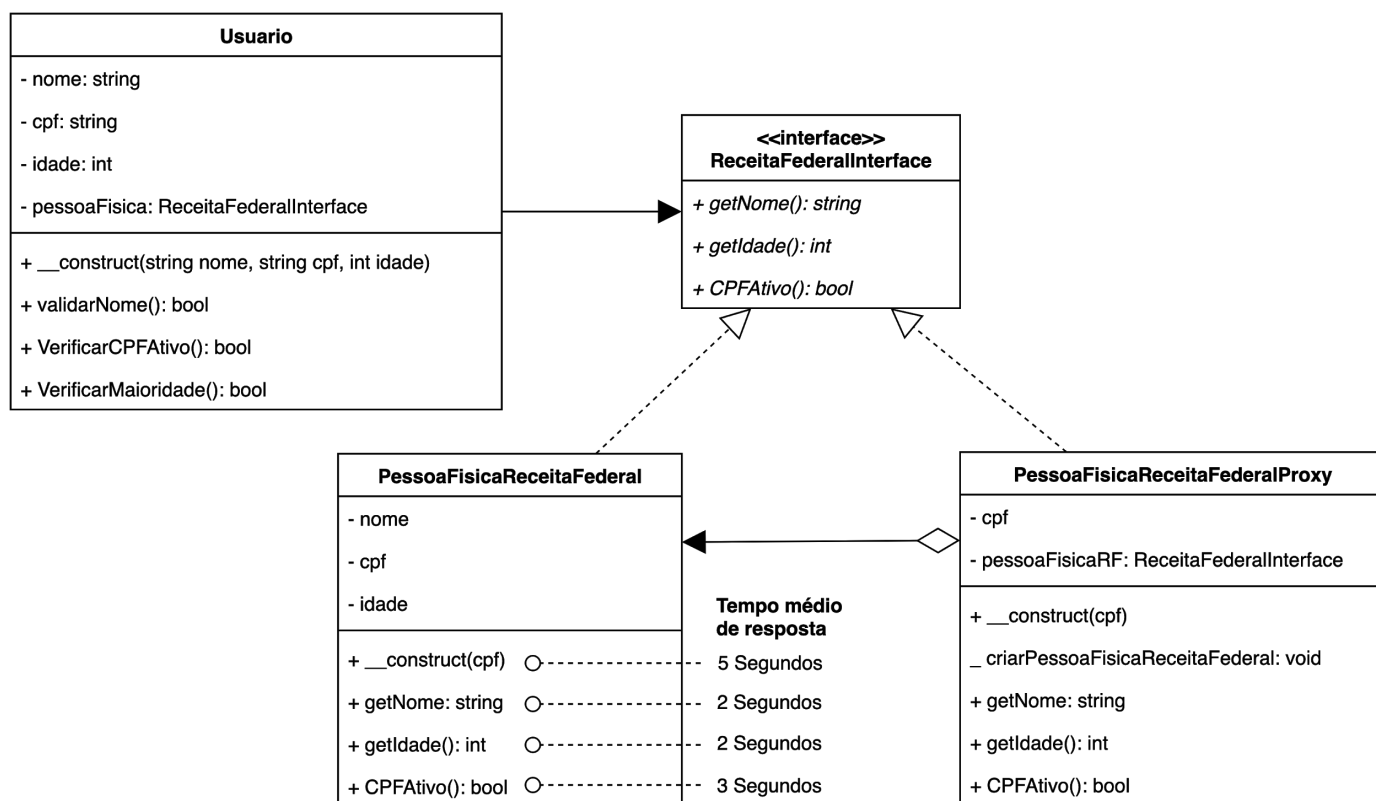 Usuario
- nome: string
- cpf: string
- idade: int
- pessoaFisica: ReceitaFederalInterface
+ __construct(string nome, string cpf, int idade)
+ validarNome(): bool
+ VerificarCPFAtivo(): bool
+ VerificarMaioridade(): bool
<<interface>>
ReceitaFederalInterface
+ getNome(): string
+ getIdade(): int
+ CPFAtivo(): bool
PessoaFisicaReceitaFederal
- nome
- cpf
- idade
+ __construct(cpf)
+ getNome: string
+ getIdade(): int
+ CPFAtivo(): bool
Tempo médio
de resposta
5 Segundos
2 Segundos
2 Segundos
3 Segundos
PessoaFisicaReceitaFederalProxy
- cpf
- pessoaFisicaRF: ReceitaFederalInterface
+ __construct(cpf)
_ criarPessoaFisicaReceitaFederal: void
+ getNome: string
+ getIdade(): int
+ CPFAtivo(): bool